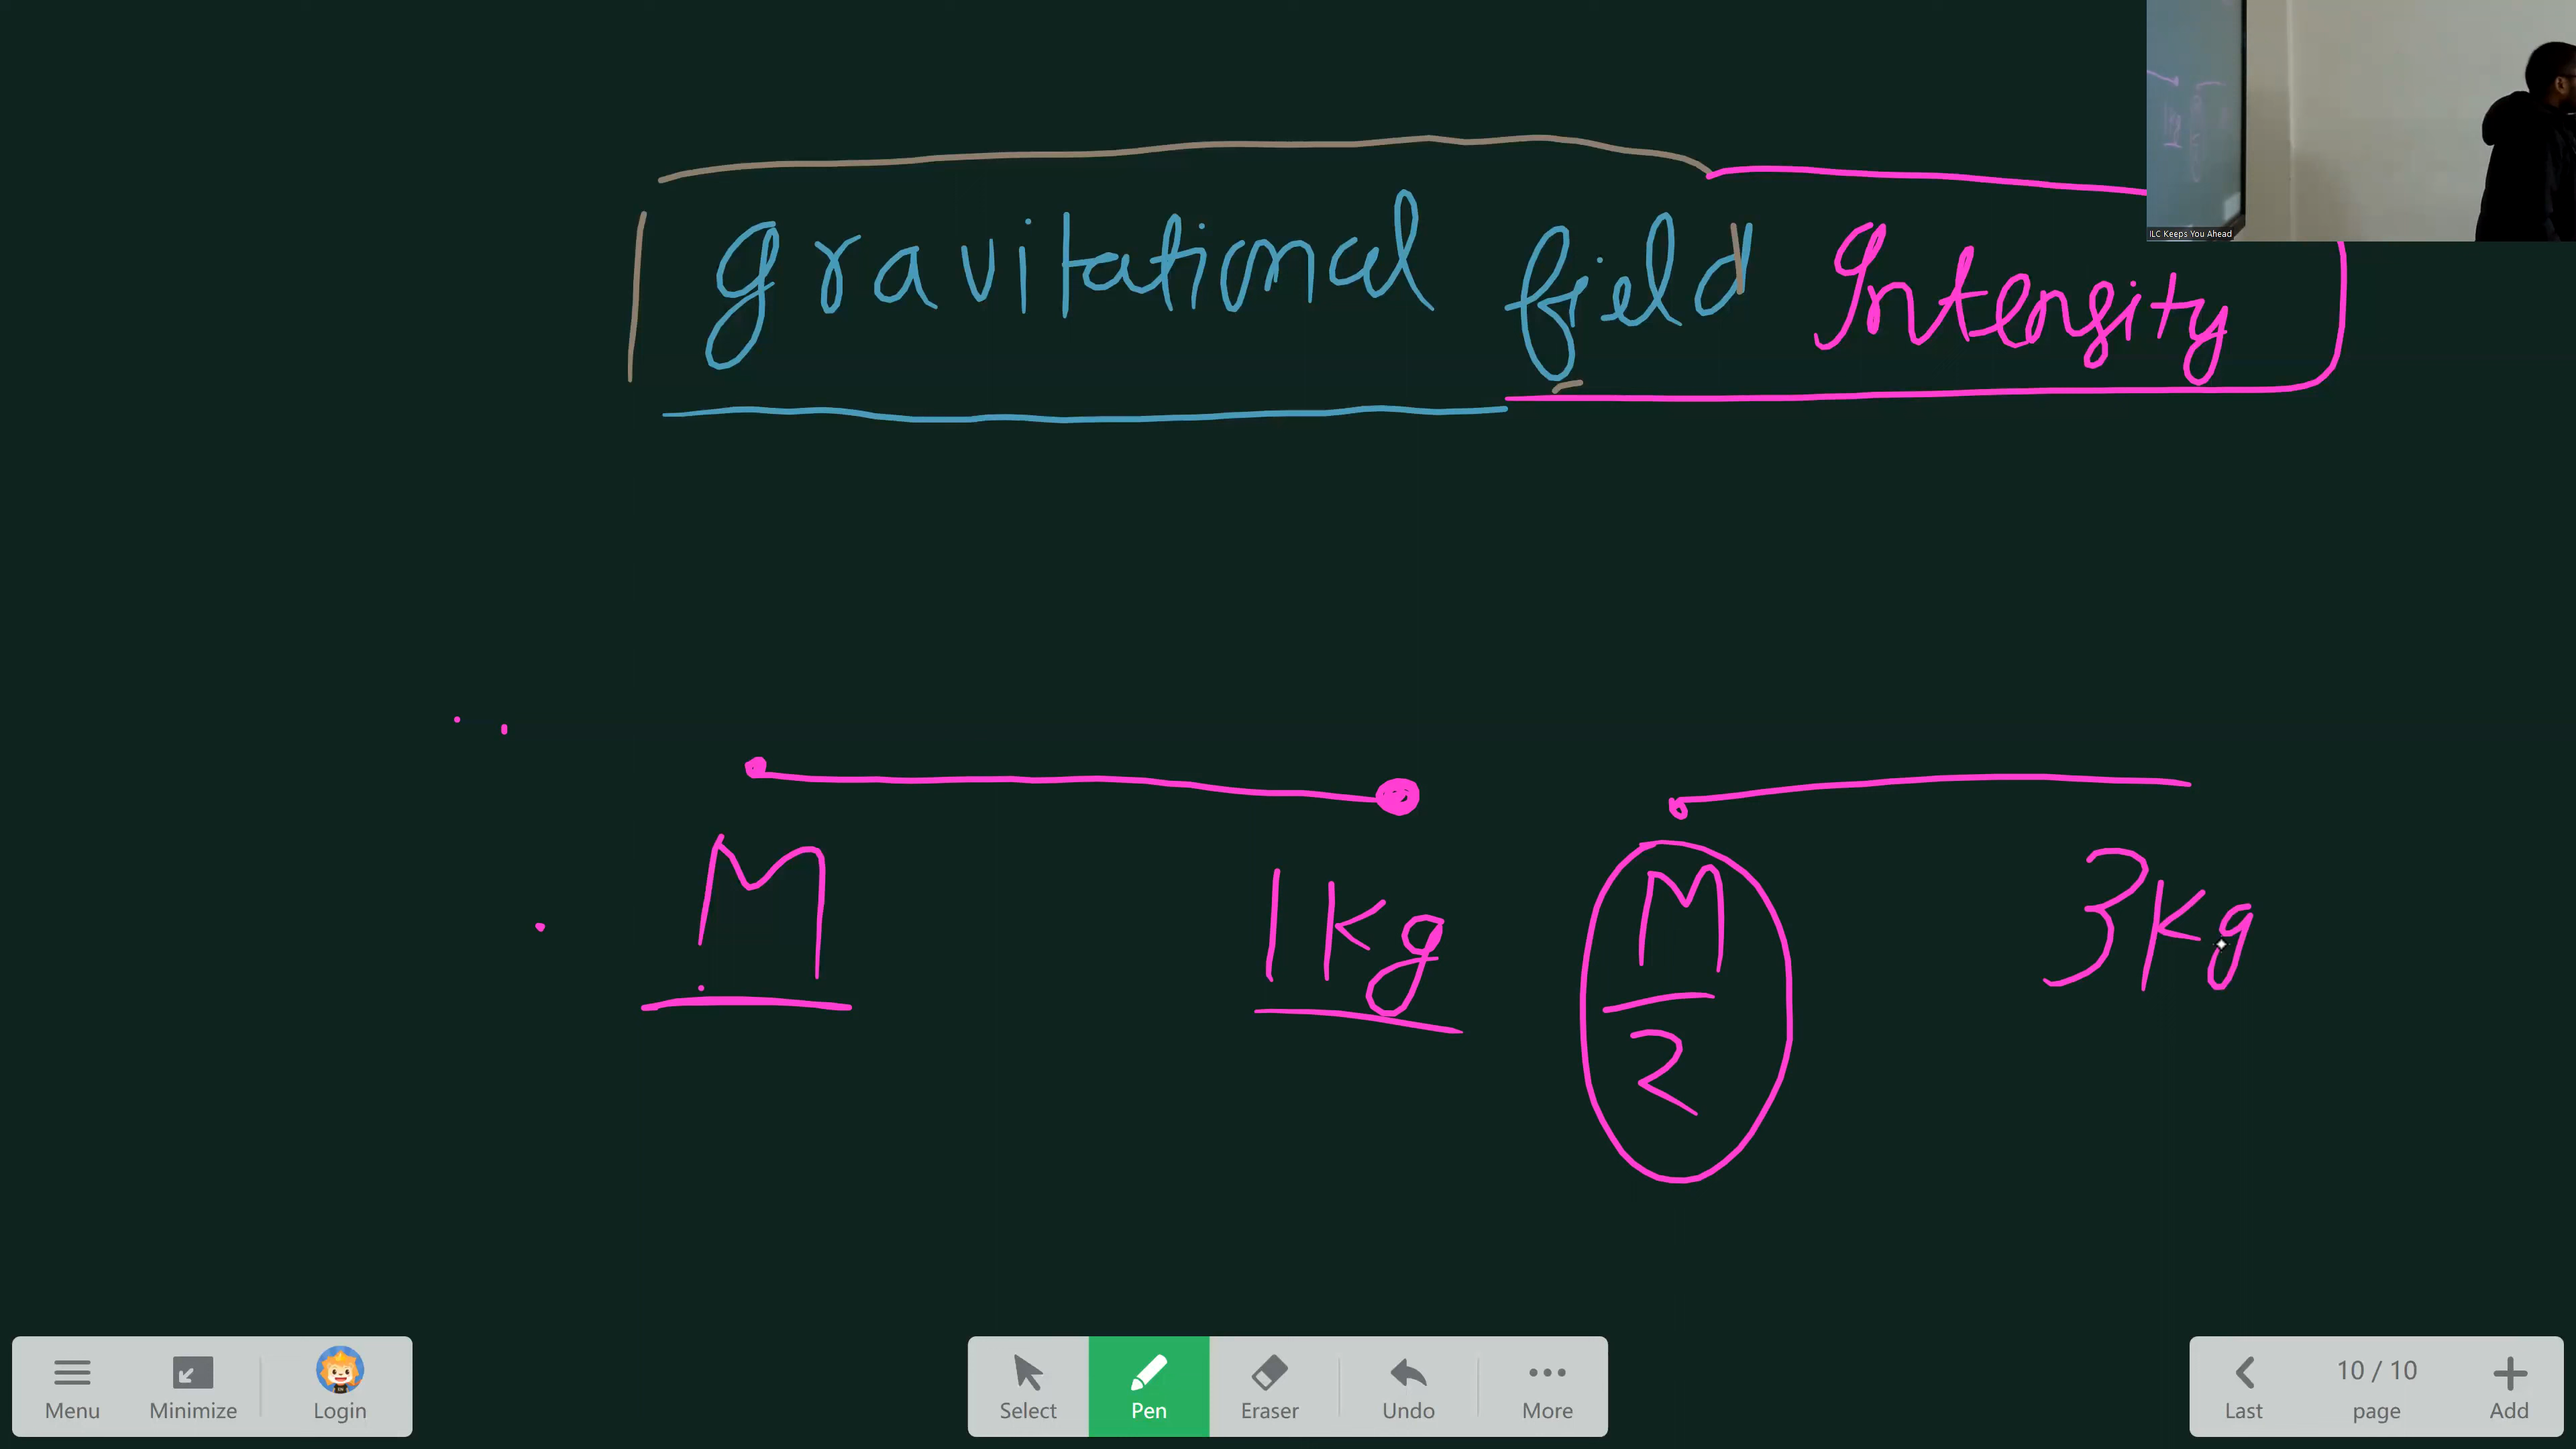 ILC Keeps You Ahead
gravitational field Intensity
M 1kg M/2 3kg
Menu Minimize Login Select Pen Eraser Undo More Last 10 / 10 page Add